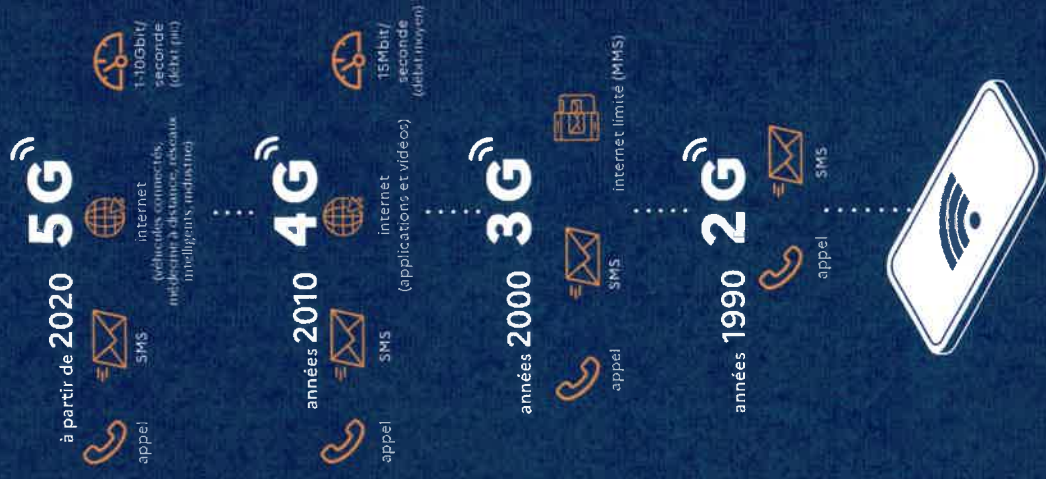 à partir de 2020 5G
appel
SMS
internet
(véhicules connectés,
médecine à distance, réseaux
intelligents, industrie)
1-10Gbit/
seconde
(débit pic)
années 2010 4G
appel
SMS
internet
(applications et vidéos)
15Mbit/
seconde
(débit moyen)
années 2000 3G
appel
SMS
internet limité (MMS)
années 1990 2G
appel
SMS